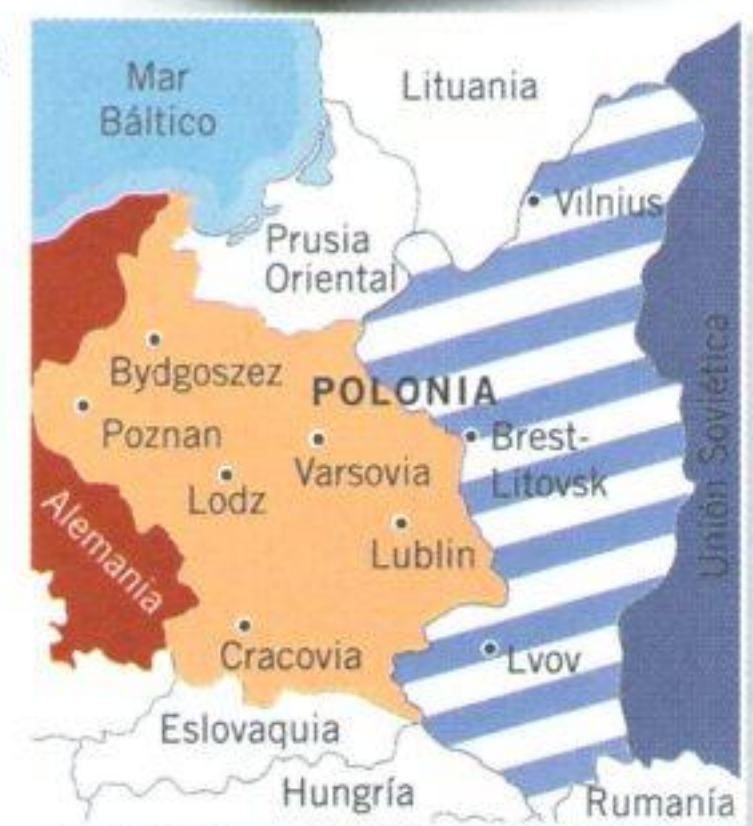 Mar
Báltico
Lituania
Vilnius
Prusia
Oriental
Bydgoszez
POLONIA
Poznan
Varsovia
Brest-
Litovsk
Lodz
Unión Soviética
Alemania
Lublin
Cracovia
Lvov
Eslovaquia
Hungría
Rumanía